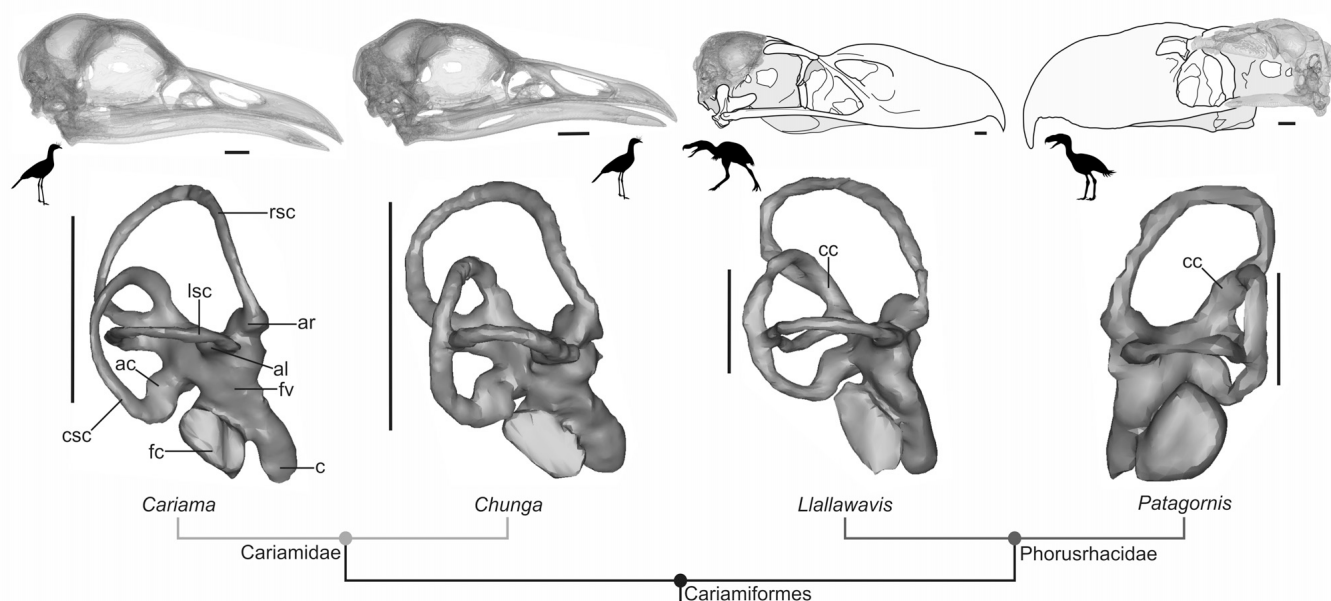 rsc
lsc
ar
al
ac
fv
csc
fc
c
cc
cc
Cariama
Chunga
Llallawavis
Patagornis
Cariamidae
Phorusrhacidae
Cariamiformes